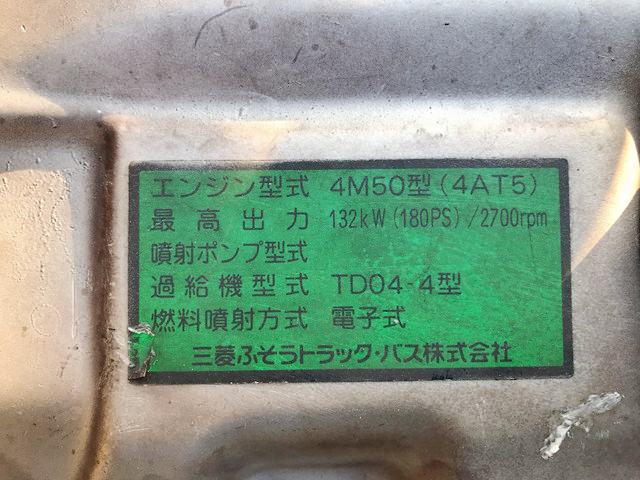 エンジン型式 4M50型(4AT5)
最高出力 132kW(180PS)/2700rpm
噴射ポンプ型式
過給機型式 TD04-4型
燃料噴射方式 電子式
三菱ふそうトラック・バス株式会社